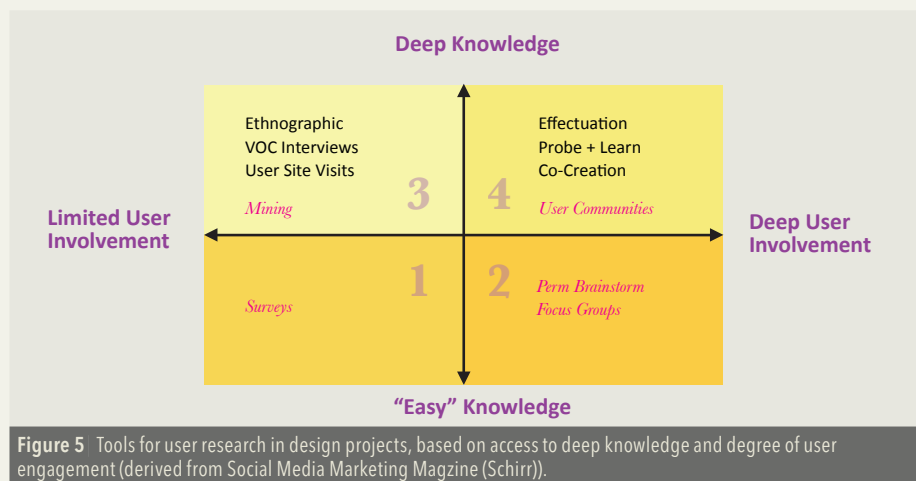 Deep Knowledge
Ethnographic
VOC Interviews
User Site Visits
Mining
3
Effectuation
Probe + Learn
Co-Creation
4
User Communities
Limited User
Involvement
Deep User
Involvement
1
Surveys
2
Perm Brainstorm
Focus Groups
“Easy” Knowledge
Figure 5 | Tools for user research in design projects, based on access to deep knowledge and degree of user
engagement (derived from Social Media Marketing Magzine (Schirr)).